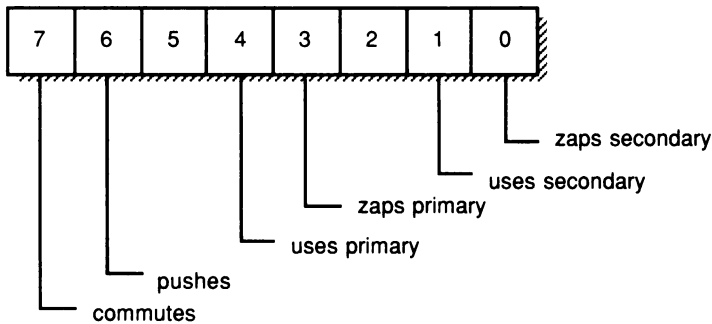 7 6 5 4 3 2 1 0
zaps secondary
uses secondary
zaps primary
uses primary
pushes
commutes